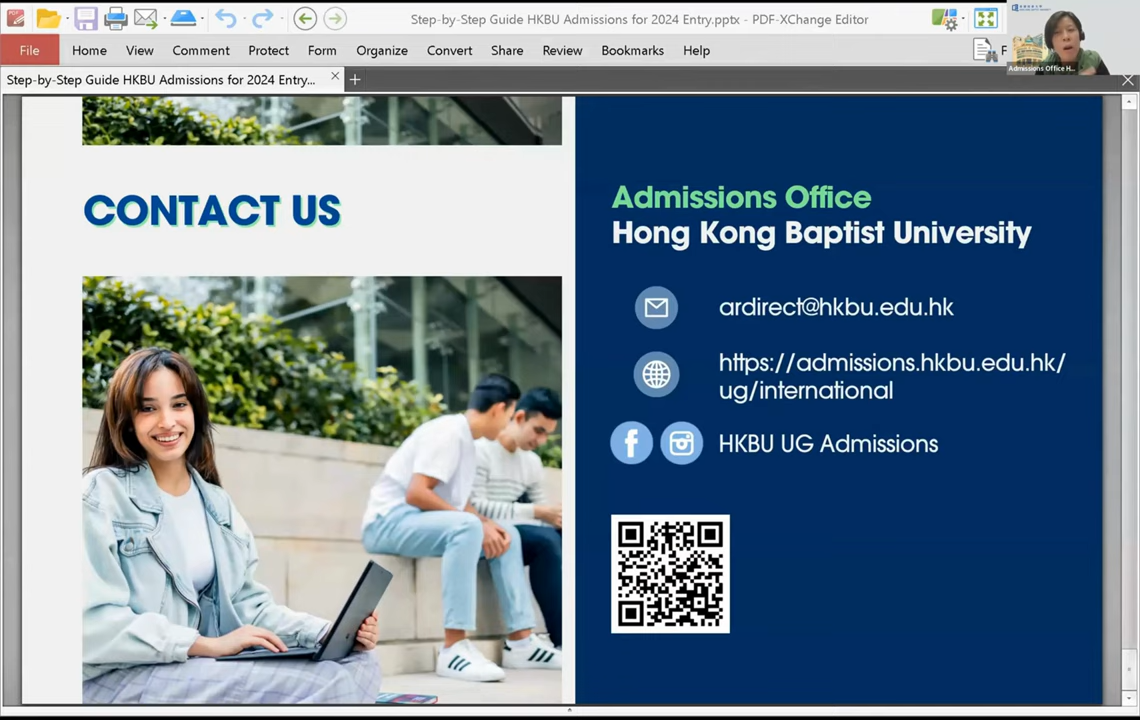 Step-by-Step Guide HKBU Admissions for 2024 Entry.pptx - PDF-XChange Editor
File
Home
View
Comment
Protect
Form
Organize
Convert
Share
Review
Bookmarks
Help
F
Admissions Office H...
Step-by-Step Guide HKBU Admissions for 2024 Entry...
CONTACT US
Admissions Office
Hong Kong Baptist University
ardirect@hkbu.edu.hk
https://admissions.hkbu.edu.hk/
ug/international
HKBU UG Admissions